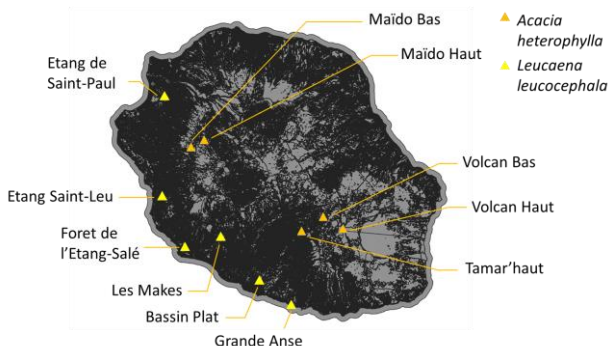 Maïdo Bas
Maïdo Haut
Acacia
heterophylla
Leucaena
leucocephala
Etang de
Saint-Paul
Volcan Bas
Etang Saint-Leu
Volcan Haut
Foret de
l'Etang-Salé
Tamar'haut
Les Makes
Bassin Plat
Grande Anse